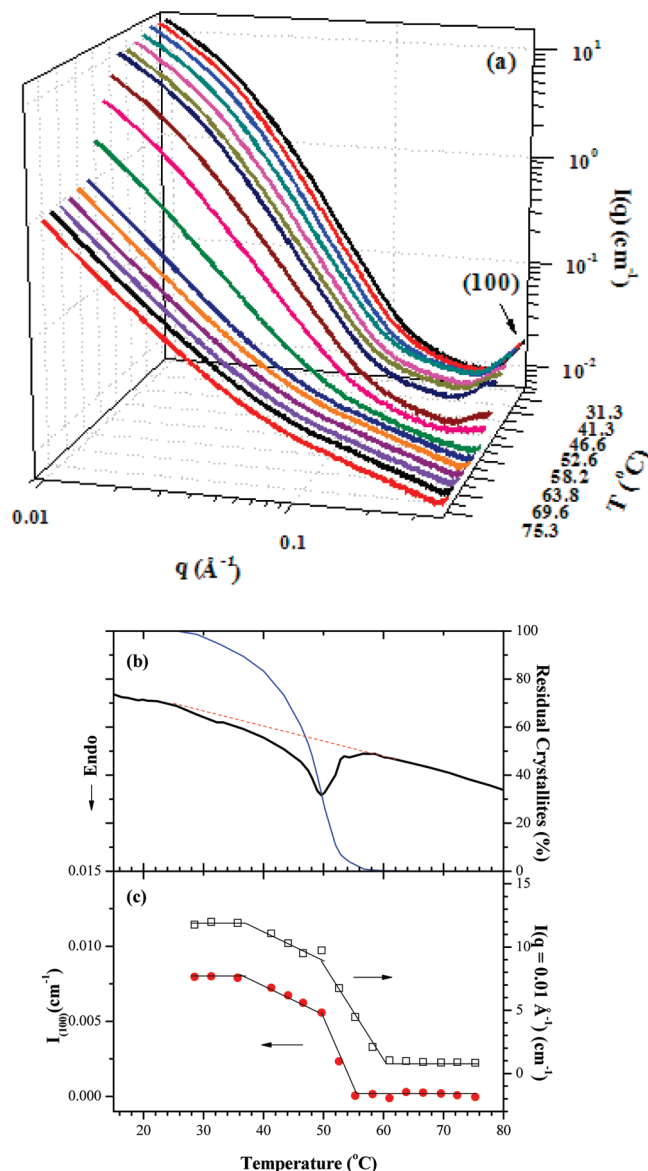 (a)
10¹
10⁰
10⁻¹
10⁻²
I(q) (cm⁻¹)
(100)
31.3
41.3
46.6
52.6
58.2
63.8
69.6
75.3
T (°C)
0.01
0.1
q (Å⁻¹)
(b)
100
80
60
40
20
0
Residual Crystallites (%)
← Endo
(c)
0.015
0.010
0.005
0.000
I(100)(cm⁻¹)
15
10
5
0
I(q = 0.01 Å⁻¹) (cm⁻¹)
20 30 40 50 60 70 80
Temperature (°C)